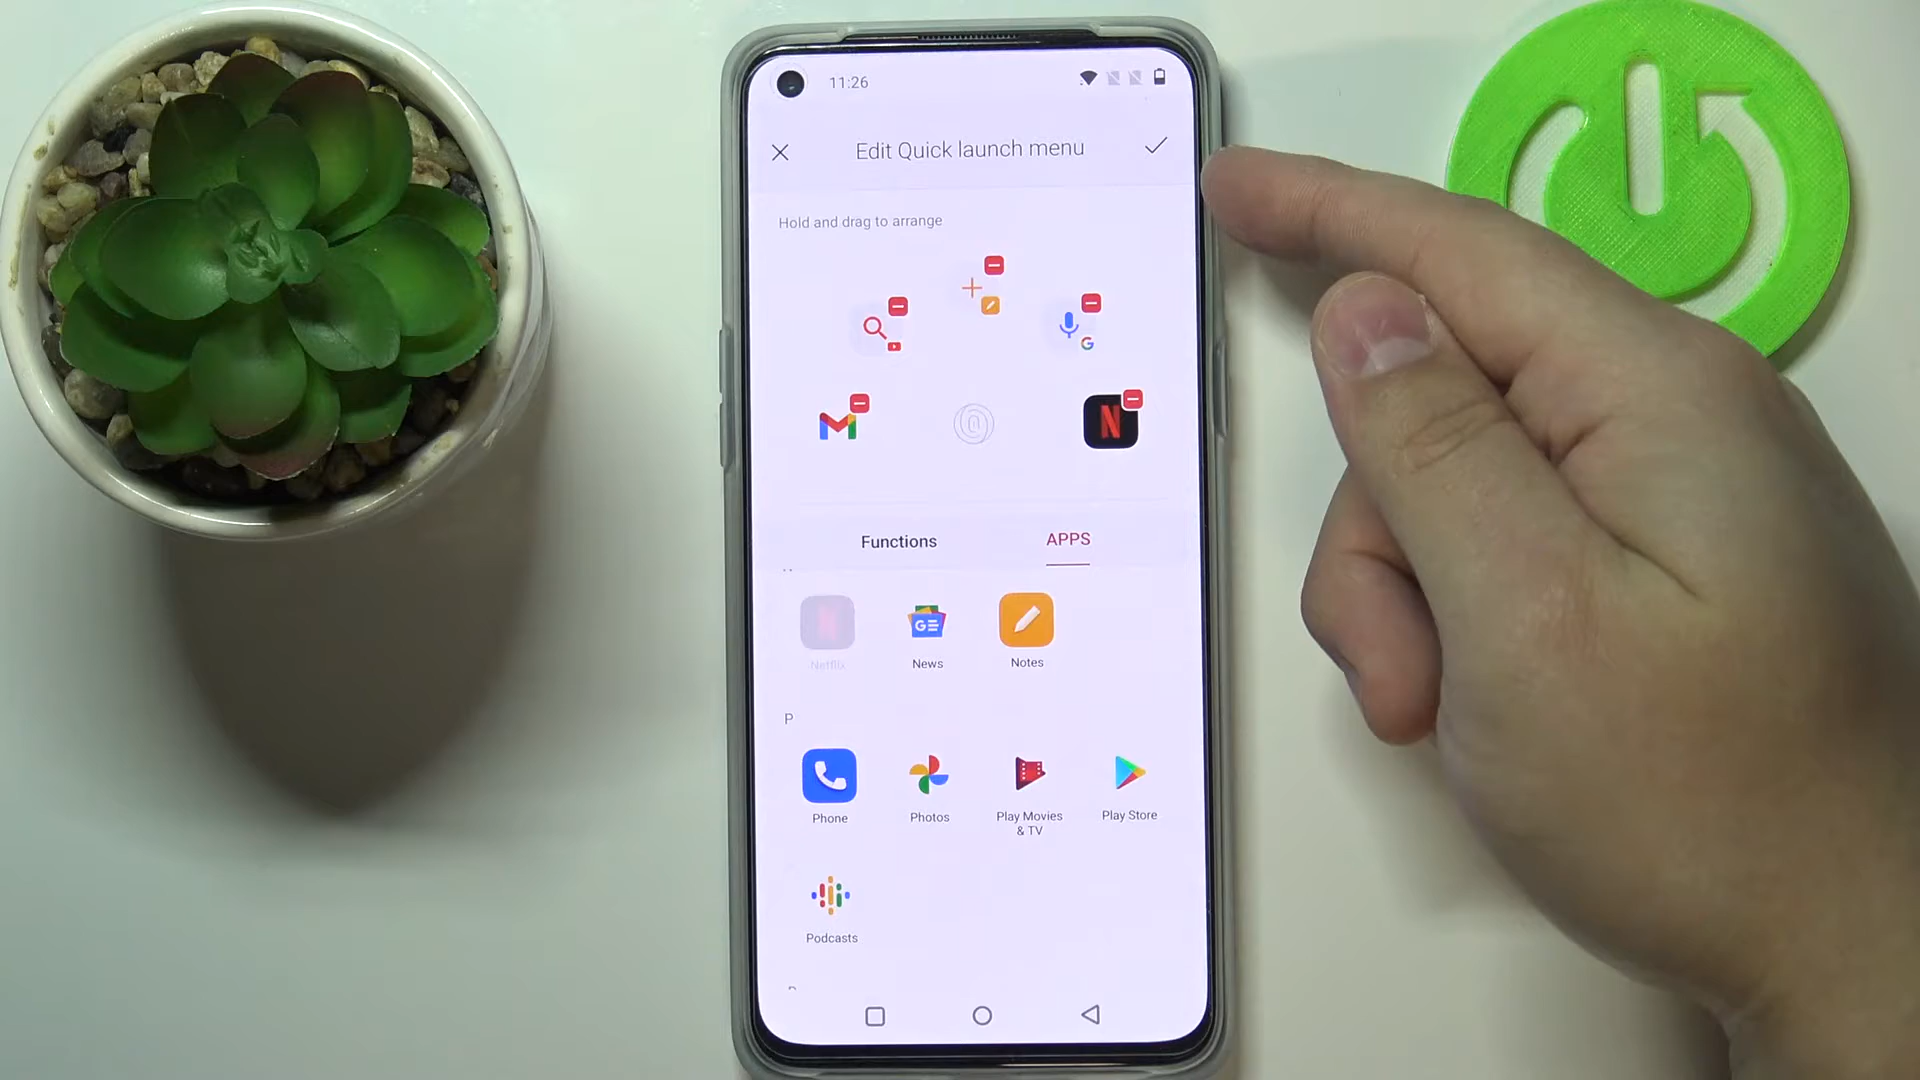 11:26
Edit Quick launch menu
Hold and drag to arrange
N
Functions
APPS
Netflix
News
Notes
P
Phone
Photos
Play Movies
& TV
Play Store
Podcasts